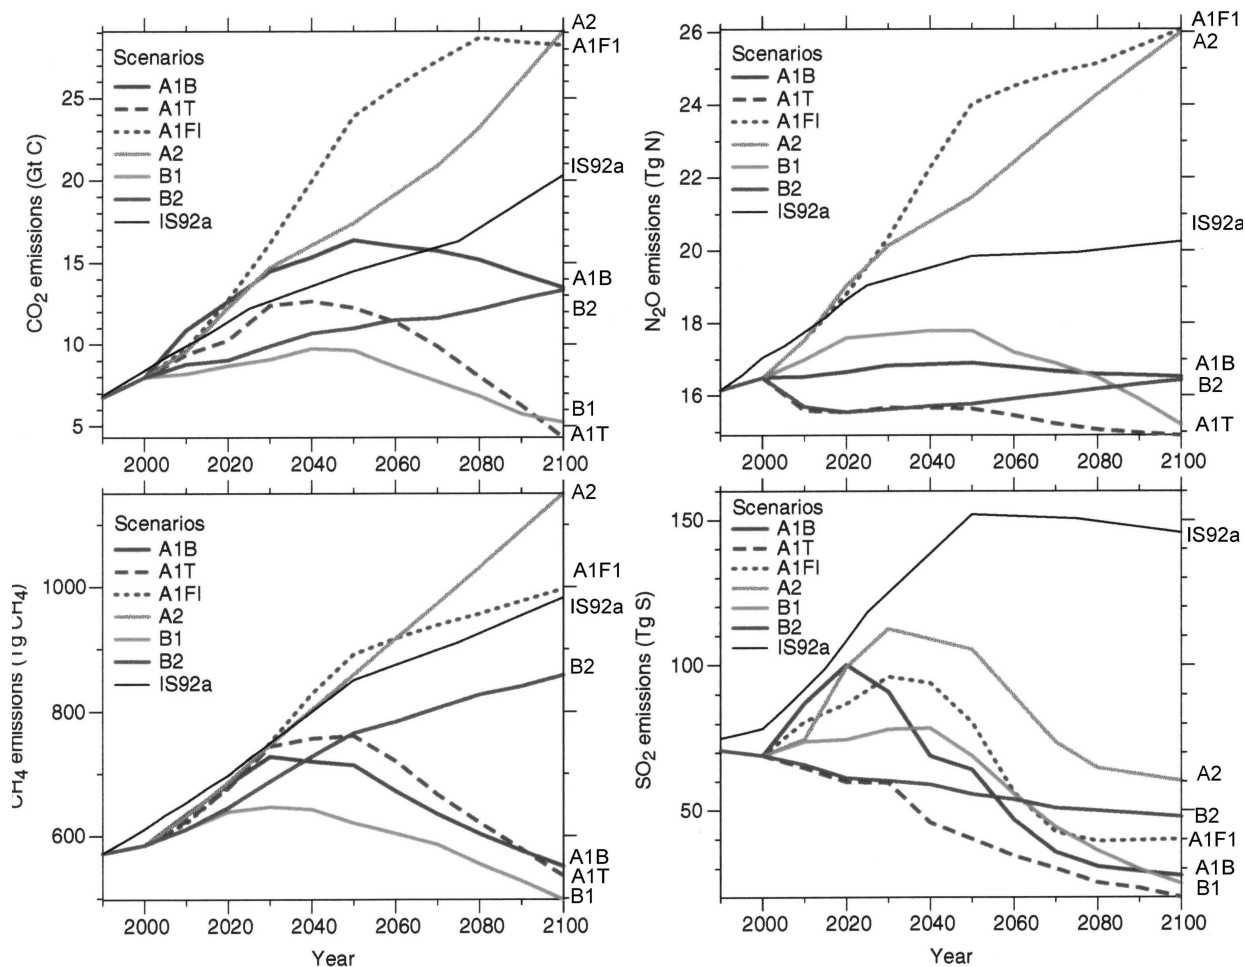 A2
A1F1
IS92a
A1B
B2
B1
A1T
CO2 emissions (Gt C)
25
20
15
10
5
Scenarios
A1B
A1T
A1FI
A2
B1
B2
IS92a
2000 2020 2040 2060 2080 2100
A1F1
A2
IS92a
A1B
B2
A1T
N2O emissions (Tg N)
26
24
22
20
18
16
Scenarios
A1B
A1T
A1FI
A2
B1
B2
IS92a
2000 2020 2040 2060 2080 2100
A2
A1F1
IS92a
B2
A1B
A1T
B1
CH4 emissions (Tg CH4)
1000
800
600
Scenarios
A1B
A1T
A1FI
A2
B1
B2
IS92a
2000 2020 2040 2060 2080 2100
Year
IS92a
A2
B2
A1F1
A1B
B1
SO2 emissions (Tg S)
150
100
50
Scenarios
A1B
A1T
A1FI
A2
B1
B2
IS92a
2000 2020 2040 2060 2080 2100
Year